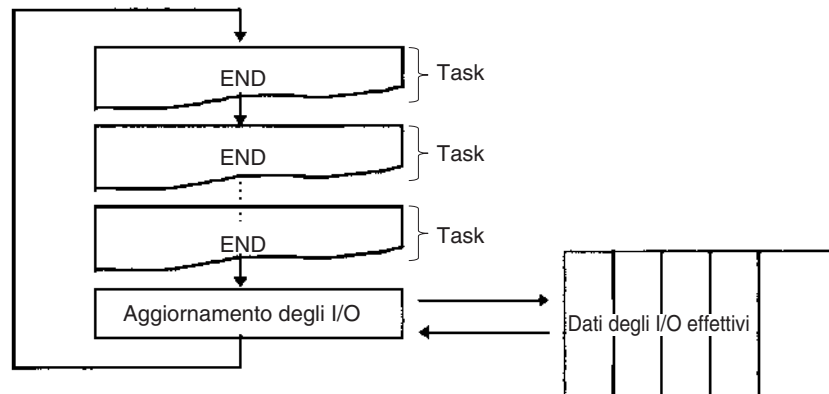 END
Task
END
Task
END
Task
Aggiornamento degli I/O
Dati degli I/O effettivi